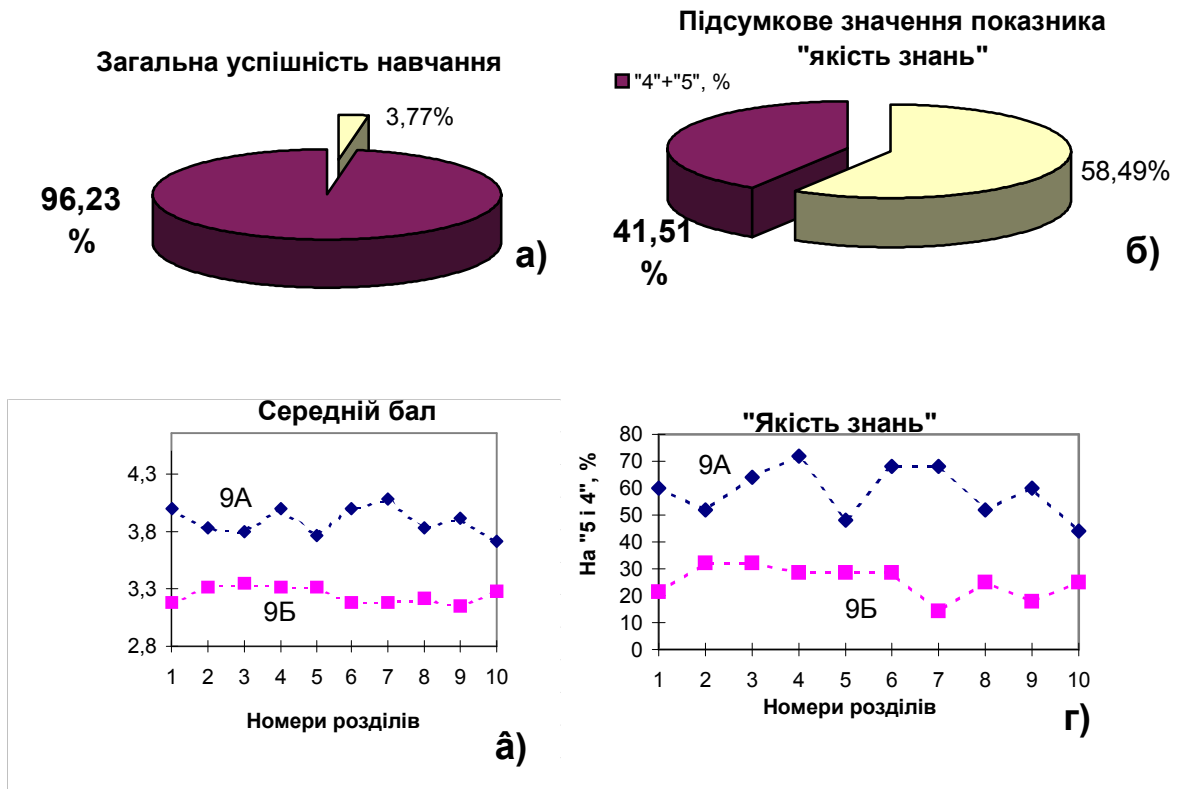 Загальна успішність навчання
3,77%
96,23
%
а)
Підсумкове значення показника
"якість знань"
"4"+"5", %
58,49%
41,51
%
б)
Середній бал
4,3
3,8
3,3
2,8
9А
9Б
1 2 3 4 5 6 7 8 9 10
Номери розділів
â)
"Якість знань"
На "5 і 4", %
80
70
60
50
40
30
20
10
0
9А
9Б
1 2 3 4 5 6 7 8 9 10
Номери розділів
г)